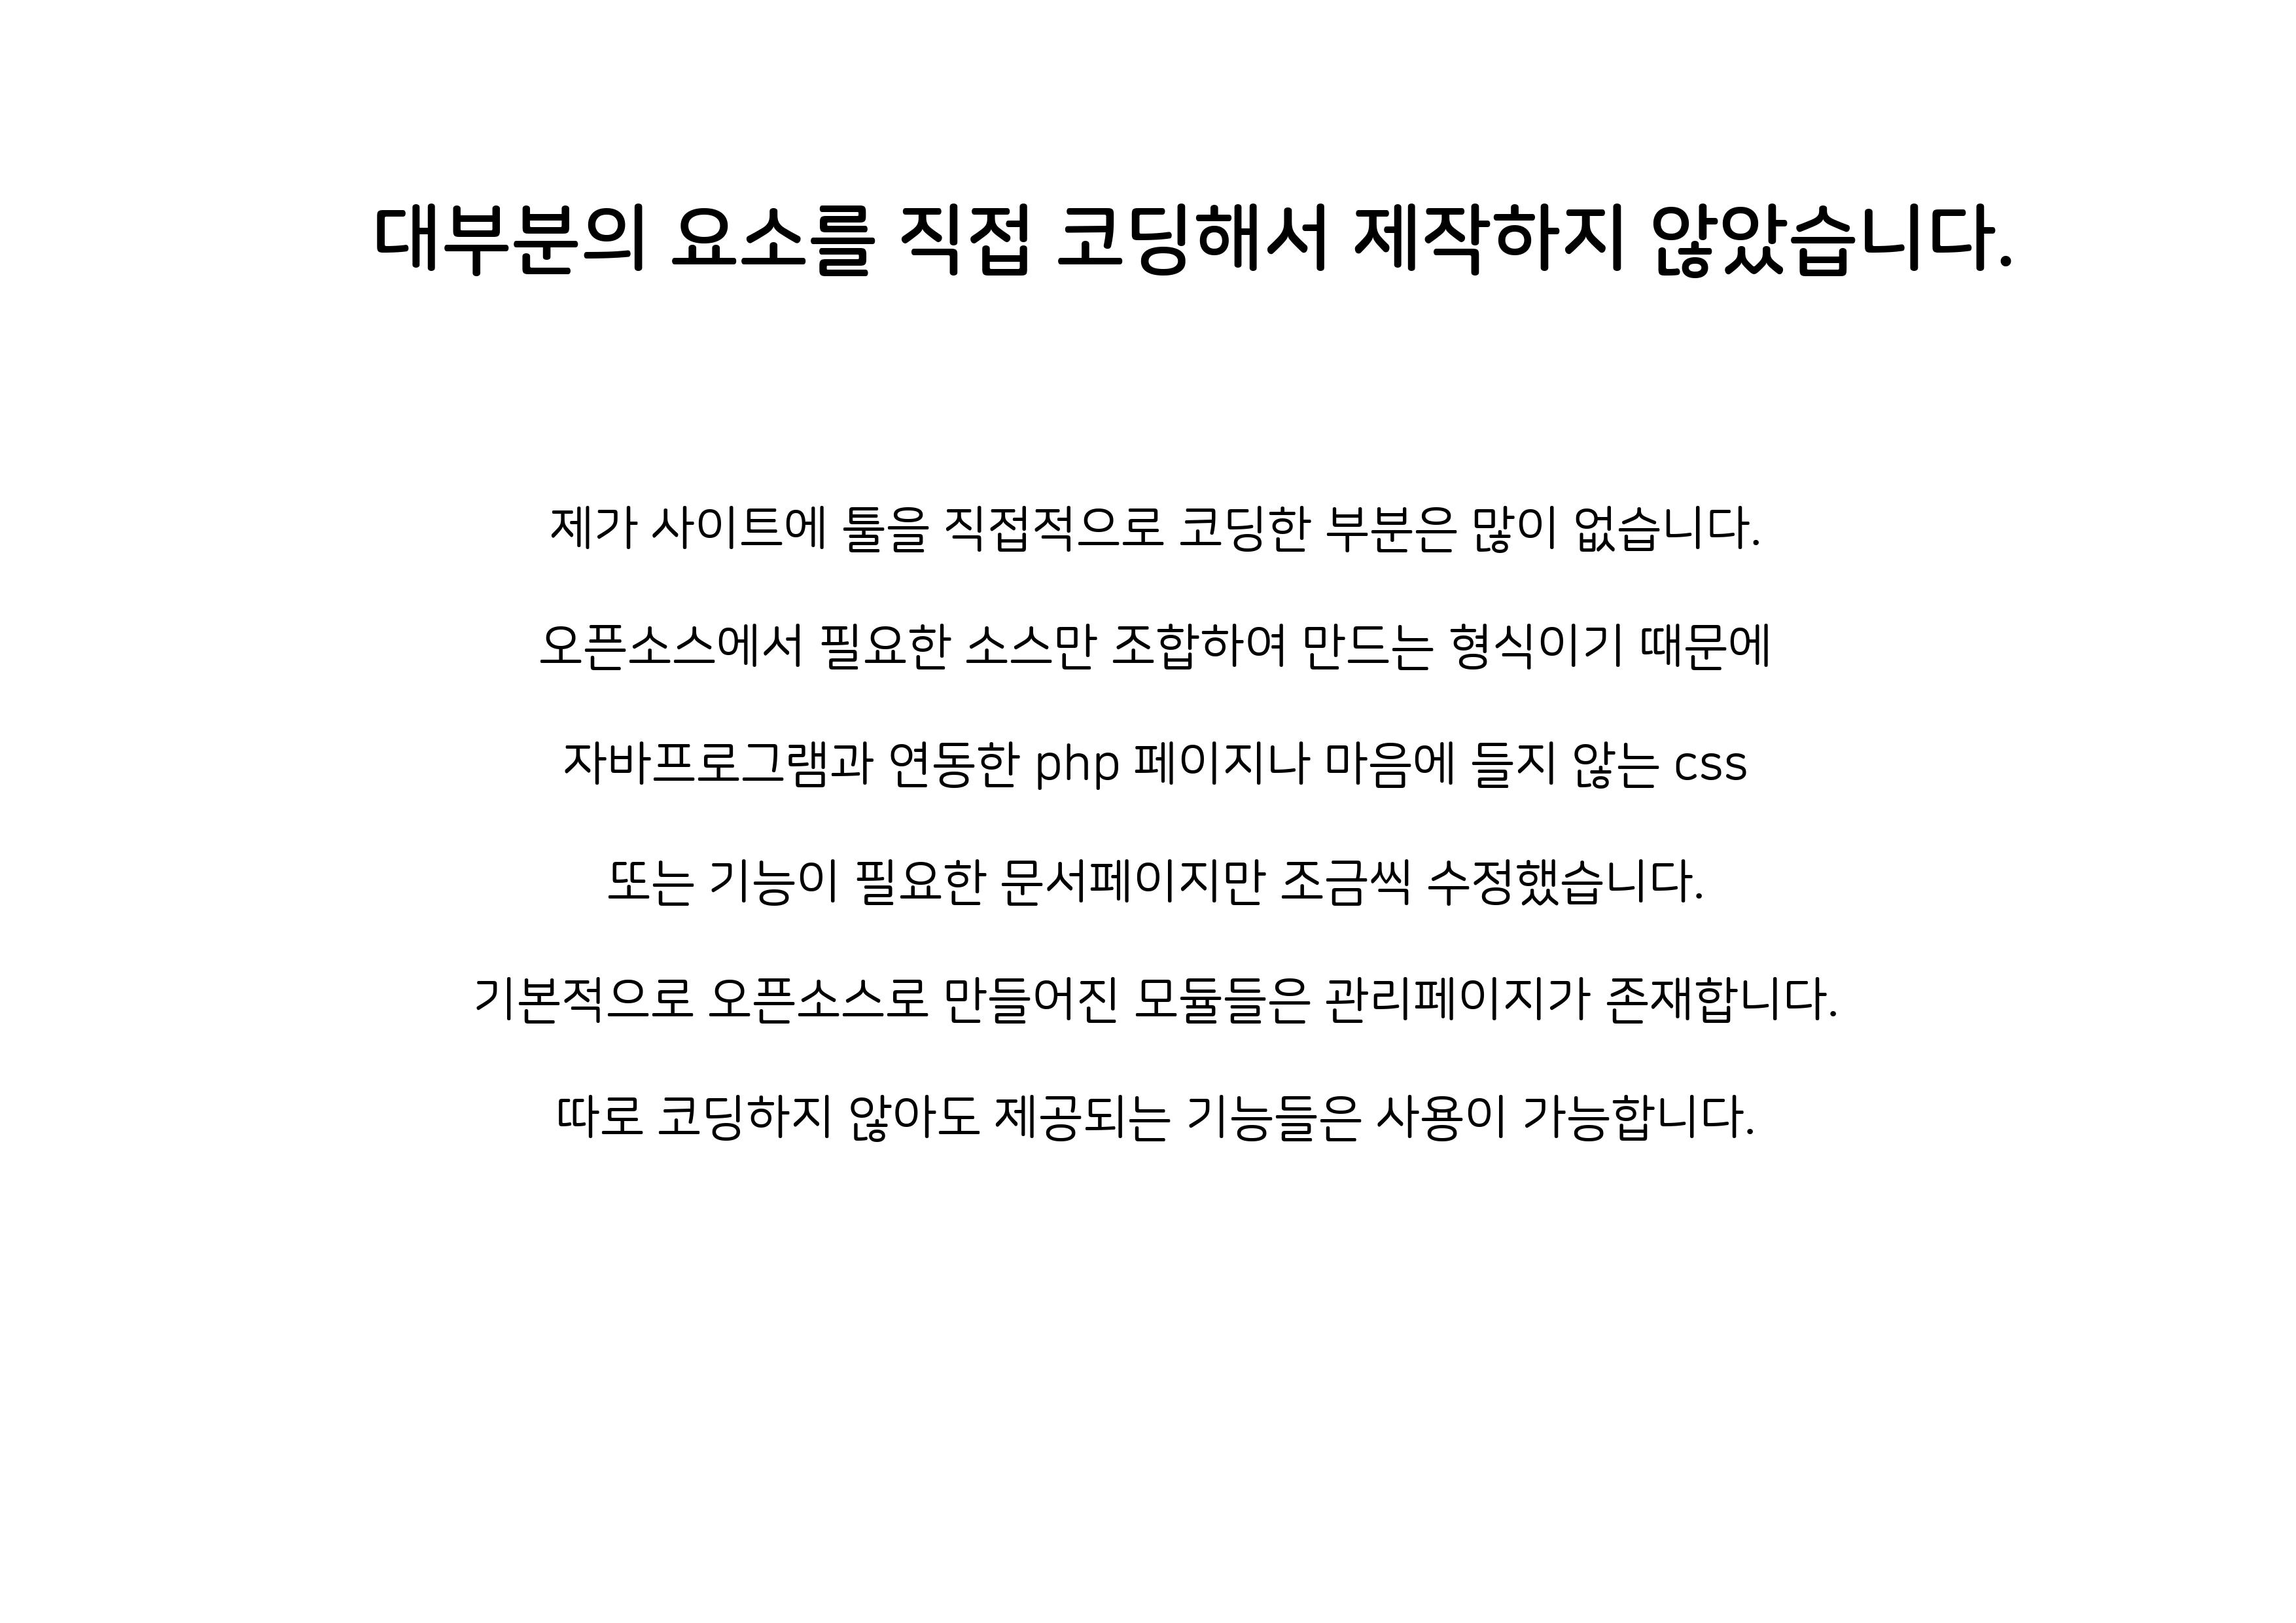 대부분의 요소를 직접 코딩해서 제작하지 않았습니다.
제가 사이트에 툴을 직접적으로 코딩한 부분은 많이 없습니다.
오픈소스에서 필요한 소스만 조합하여 만드는 형식이기 때문에
자바프로그램과 연동한 php 페이지나 마음에 들지 않는 css
또는 기능이 필요한 문서페이지만 조금씩 수정했습니다.
기본적으로 오픈소스로 만들어진 모듈들은 관리페이지가 존재합니다.
따로 코딩하지 않아도 제공되는 기능들은 사용이 가능합니다.